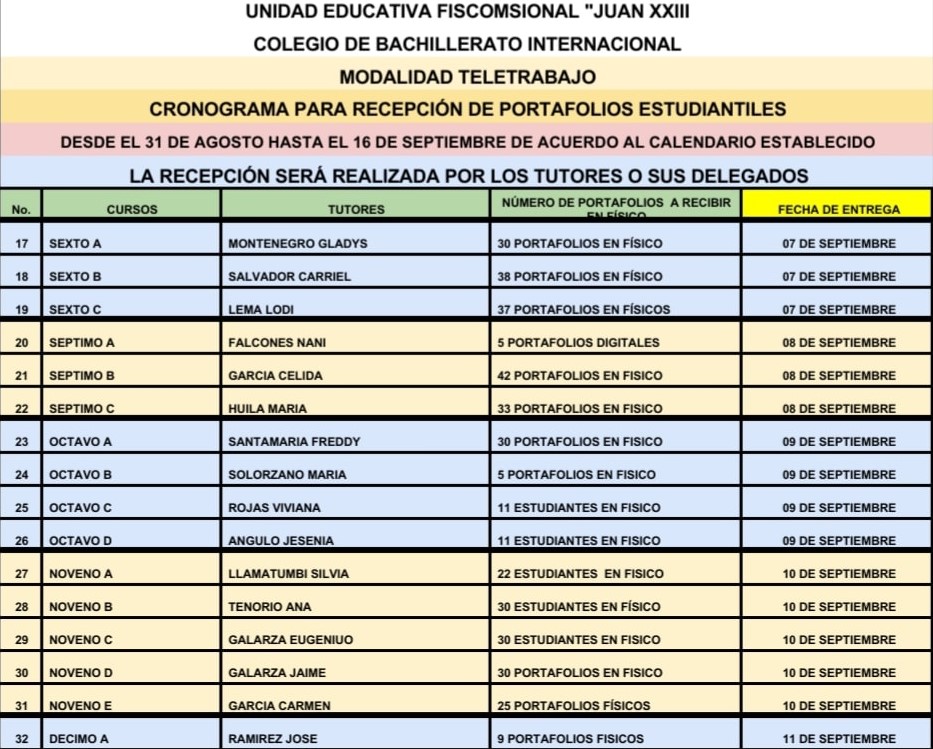 UNIDAD EDUCATIVA FISCOMSIONAL "JUAN XXIII
COLEGIO DE BACHILLERATO INTERNACIONAL
MODALIDAD TELETRABAJO
CRONOGRAMA PARA RECEPCIÓN DE PORTAFOLIOS ESTUDIANTILES
DESDE EL 31 DE AGOSTO HASTA EL 16 DE SEPTIEMBRE DE ACUERDO AL CALENDARIO ESTABLECIDO
LA RECEPCIÓN SERÁ REALIZADA POR LOS TUTORES O SUS DELEGADOS
No. CURSOS TUTORES NÚMERO DE PORTAFOLIOS A RECIBIR EN FÍSICO FECHA DE ENTREGA
17 SEXTO A MONTENEGRO GLADYS 30 PORTAFOLIOS EN FÍSICO 07 DE SEPTIEMBRE
18 SEXTO B SALVADOR CARRIEL 38 PORTAFOLIOS EN FÍSICO 07 DE SEPTIEMBRE
19 SEXTO C LEMA LODI 37 PORTAFOLIOS EN FÍSICOS 07 DE SEPTIEMBRE
20 SEPTIMO A FALCONES NANI 5 PORTAFOLIOS DIGITALES 08 DE SEPTIEMBRE
21 SEPTIMO B GARCIA CELIDA 42 PORTAFOLIOS EN FISICO 08 DE SEPTIEMBRE
22 SEPTIMO C HUILA MARIA 33 PORTAFOLIOS EN FISICO 08 DE SEPTIEMBRE
23 OCTAVO A SANTAMARIA FREDDY 30 PORTAFOLIOS EN FISICO 09 DE SEPTIEMBRE
24 OCTAVO B SOLORZANO MARIA 5 PORTAFOLIOS EN FISICO 09 DE SEPTIEMBRE
25 OCTAVO C ROJAS VIVIANA 11 ESTUDIANTES EN FISICO 09 DE SEPTIEMBRE
26 OCTAVO D ANGULO JESENIA 11 ESTUDIANTES EN FISICO 09 DE SEPTIEMBRE
27 NOVENO A LLAMATUMBI SILVIA 22 ESTUDIANTES EN FISICO 10 DE SEPTIEMBRE
28 NOVENO B TENORIO ANA 30 ESTUDIANTES EN FÍSICO 10 DE SEPTIEMBRE
29 NOVENO C GALARZA EUGENIUO 30 ESTUDIANTES EN FISICO 10 DE SEPTIEMBRE
30 NOVENO D GALARZA JAIME 30 PORTAFOLIOS EN FISICO 10 DE SEPTIEMBRE
31 NOVENO E GARCIA CARMEN 25 PORTAFOLIOS FÍSICOS 10 DE SEPTIEMBRE
32 DECIMO A RAMIREZ JOSE 9 PORTAFOLIOS FISICOS 11 DE SEPTIEMBRE